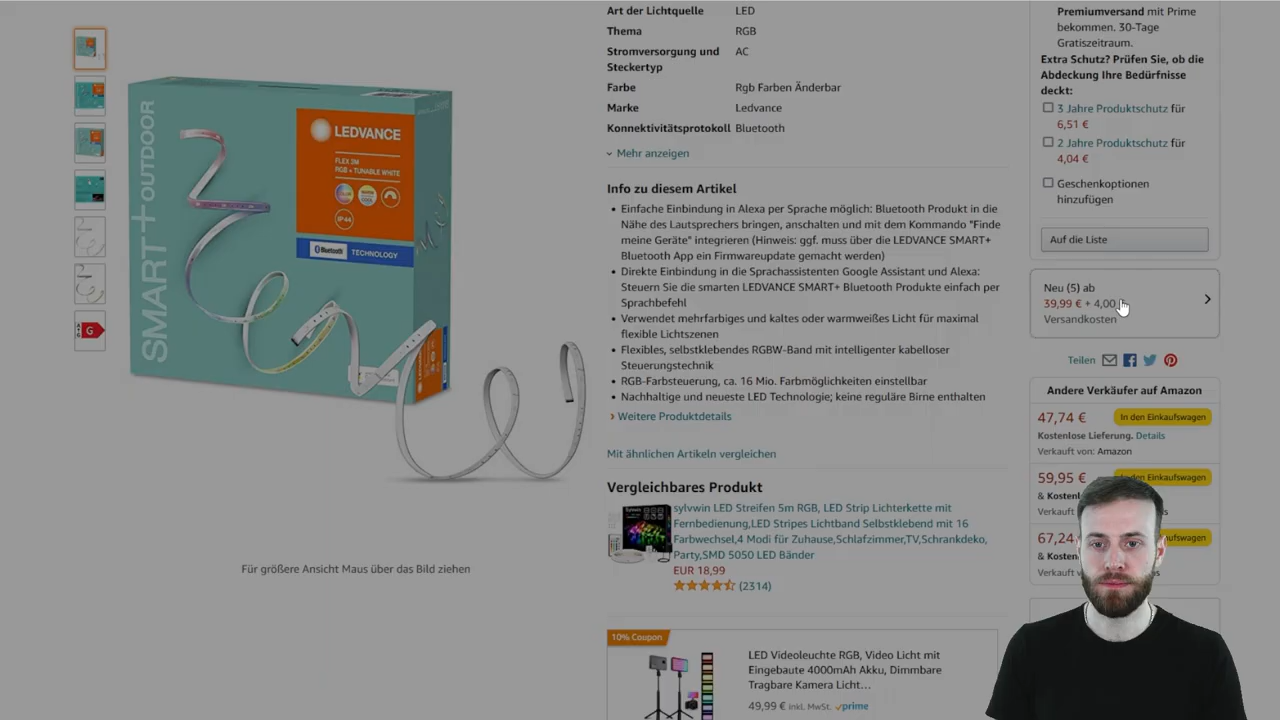 SMART+ OUTDOOR
LEDVANCE
FLEX 3M
RGB + TUNABLE WHITE
IP44
Bluetooth
TECHNOLOGY
G
Für größere Ansicht Maus über das Bild ziehen
Art der Lichtquelle LED
Thema RGB
Stromversorgung und AC
Steckertyp
Farbe Rgb Farben Änderbar
Marke Ledvance
Konnektivitätsprotokoll Bluetooth
Mehr anzeigen
Info zu diesem Artikel
• Einfache Einbindung in Alexa per Sprache möglich: Bluetooth Produkt in die
Nähe des Lautsprechers bringen, anschalten und mit dem Kommando "Finde
meine Geräte" integrieren (Hinweis: ggf. muss über die LEDVANCE SMART+
Bluetooth App ein Firmwareupdate gemacht werden)
• Direkte Einbindung in die Sprachassistenten Google Assistant und Alexa:
Steuern Sie die smarten LEDVANCE SMART+ Bluetooth Produkte einfach per
Sprachbefehl
• Verwendet mehrfarbiges und kaltes oder warmweißes Licht für maximal
flexible Lichtszenen
• Flexibles, selbstklebendes RGBW-Band mit intelligenter kabelloser
Steuerungstechnik
• RGB-Farbsteuerung, ca. 16 Mio. Farbmöglichkeiten einstellbar
• Nachhaltige und neueste LED Technologie; keine reguläre Birne enthalten
› Weitere Produktdetails
Mit ähnlichen Artikeln vergleichen
Vergleichbares Produkt
sylvwin LED Streifen 5m RGB, LED Strip Lichterkette mit
Fernbedienung,LED Stripes Lichtband Selbstklebend mit 16
Farbwechsel,4 Modi für Zuhause,Schlafzimmer,TV,Schrankdeko,
Party,SMD 5050 LED Bänder
EUR 18,99
(2314)
10% Coupon
LED Videoleuchte RGB, Video Licht mit
Eingebaute 4000mAh Akku, Dimmbare
Tragbare Kamera Licht...
49,99 € inkl. MwSt. prime
Premiumversand mit Prime
bekommen. 30-Tage
Gratiszeitraum.
Extra Schutz? Prüfen Sie, ob die
Abdeckung Ihre Bedürfnisse
deckt:
3 Jahre Produktschutz für
6,51 €
2 Jahre Produktschutz für
4,04 €
Geschenkoptionen
hinzufügen
Auf die Liste
Neu (5) ab
39,99 € + 4,00
Versandkosten
Teilen
Andere Verkäufer auf Amazon
47,74 € In den Einkaufswagen
Kostenlose Lieferung. Details
Verkauft von: Amazon
59,95 € In den Einkaufswagen
&
Verkauft
67,24
&